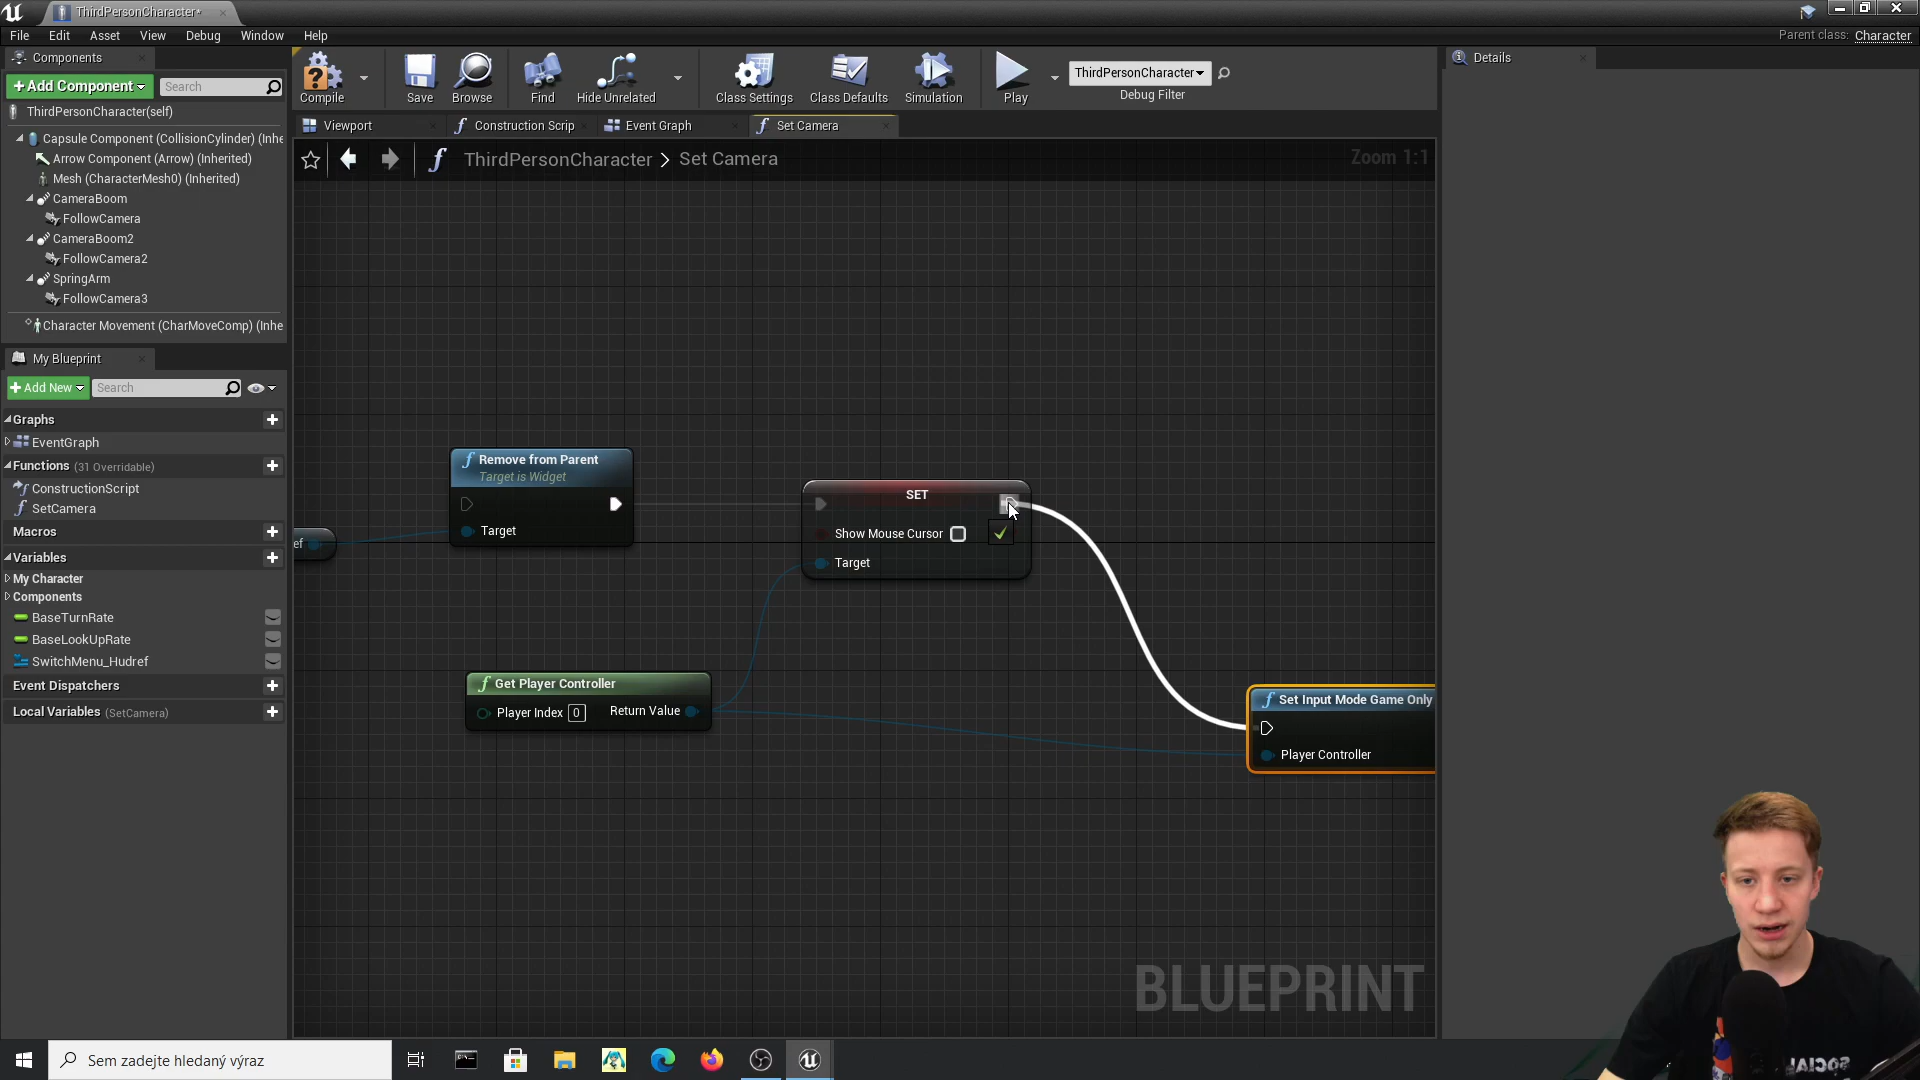 ThirdPersonCharacter*
File Edit Asset View Debug Window Help
Parent class: Character
Components
Details
+Add Component
Search
ThirdPersonCharacter(self)
Capsule Component (CollisionCylinder) (Inhe
Arrow Component (Arrow) (Inherited)
Mesh (CharacterMesh0) (Inherited)
CameraBoom
FollowCamera
CameraBoom2
FollowCamera2
SpringArm
FollowCamera3
Character Movement (CharMoveComp) (Inhe
My Blueprint
+Add New
Search
Graphs
EventGraph
Functions (31 Overridable)
ConstructionScript
SetCamera
Macros
Variables
My Character
Components
BaseTurnRate
BaseLookUpRate
SwitchMenu_Hudref
Event Dispatchers
Local Variables (SetCamera)
Compile
Save
Browse
Find
Hide Unrelated
Class Settings
Class Defaults
Simulation
Play
ThirdPersonCharacter
Debug Filter
Viewport
Construction Scrip
Event Graph
Set Camera
ThirdPersonCharacter > Set Camera
Zoom 1:1
Remove from Parent
Target is Widget
Target
ef
SET
Show Mouse Cursor
Target
Get Player Controller
Player Index 0
Return Value
Set Input Mode Game Only
Player Controller
BLUEPRINT
Sem zadejte hledaný výraz